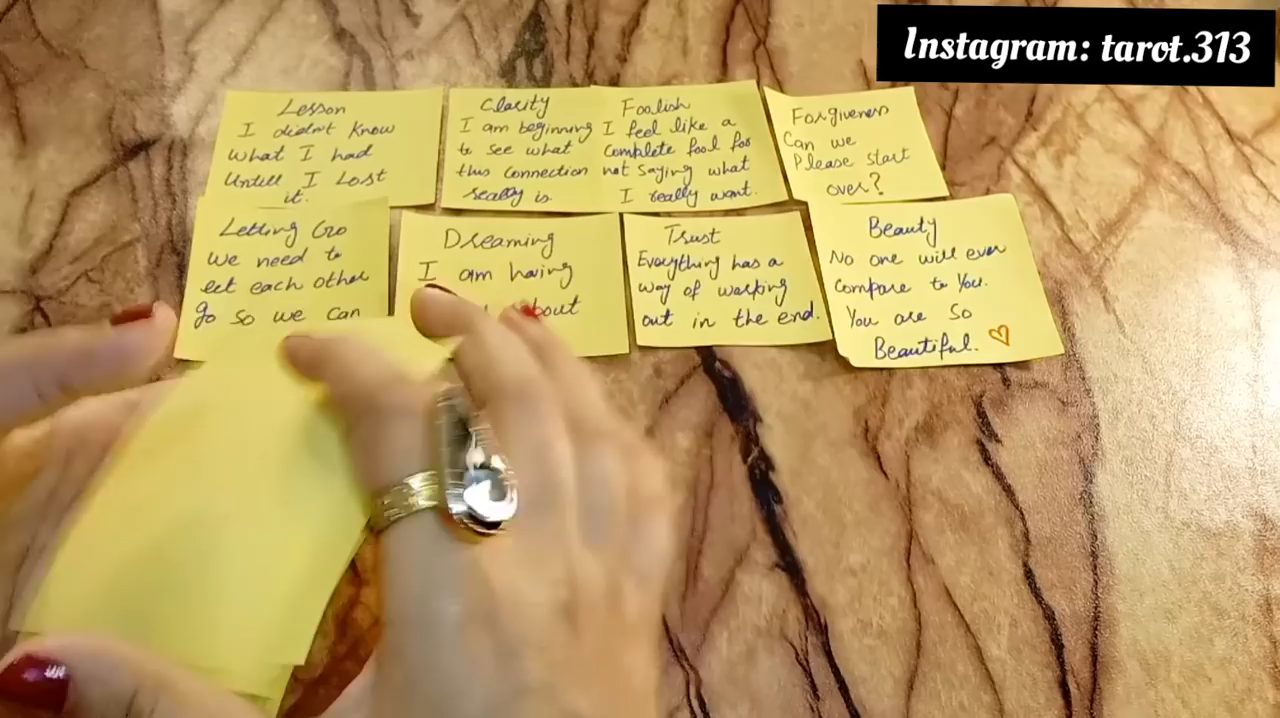 Instagram: tarot.313
Lesson
I didn't know
what I had
Untill I Lost
it.
Clarity
I am beginning
to see what
this connection
really is.
Foolish
I feel like a
Complete fool for
not saying what
I really want.
Forgiveness
Can we
Please start
over?
Letting Go
We need to
let each other
go so we can
Dreaming
I am having
about
Trust
Everything has a
way of working
out in the end.
Beauty
No one will ever
Compare to You.
You are So
Beautiful.